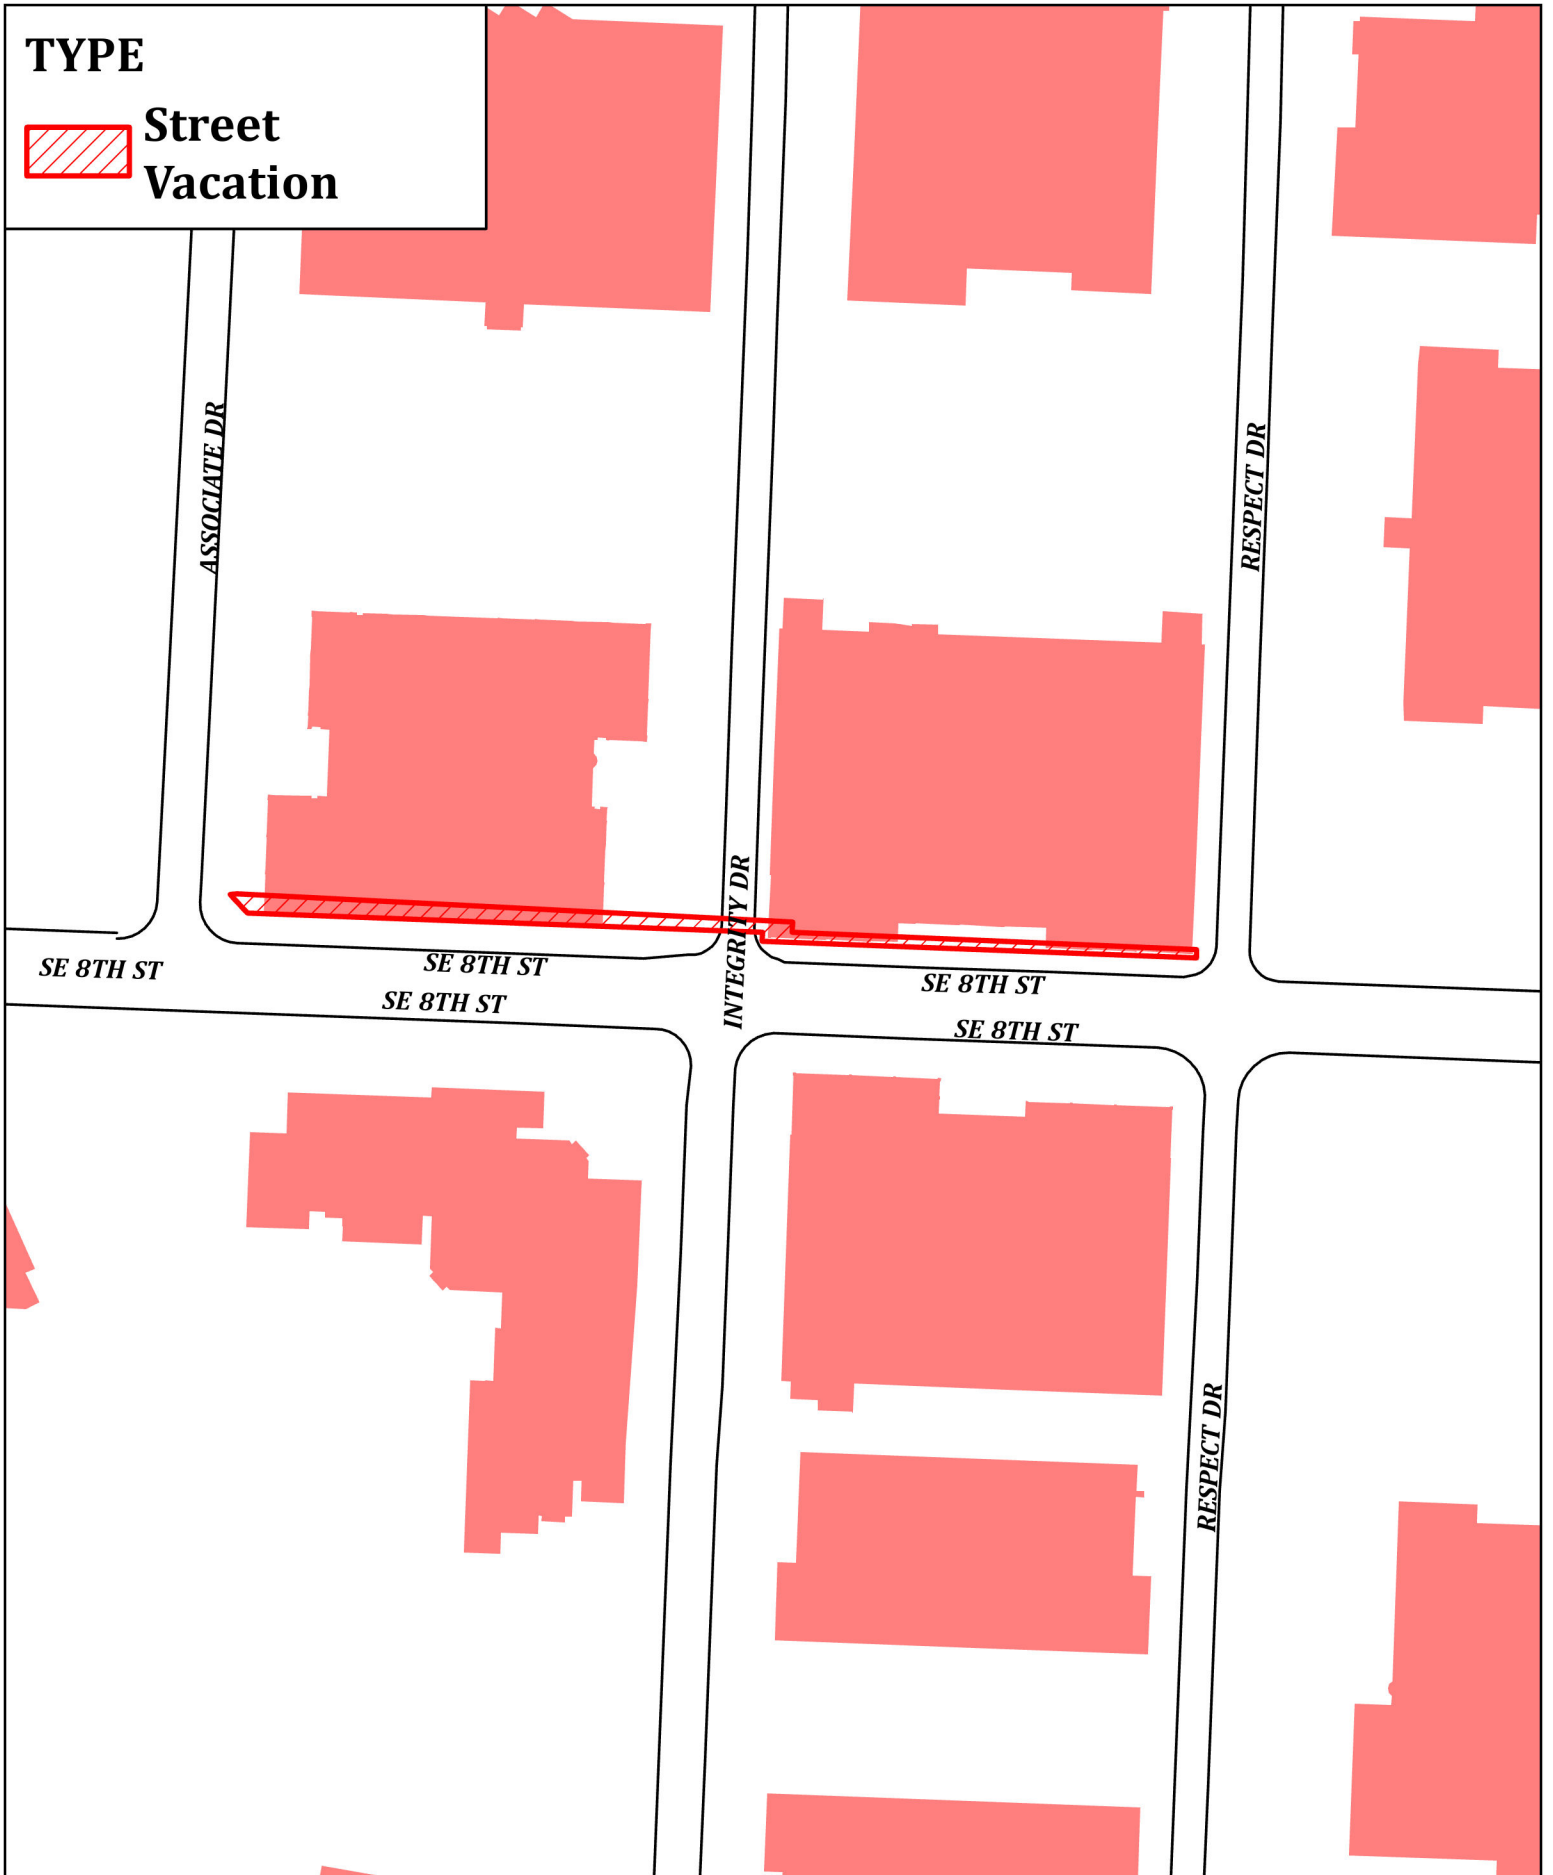 TYPE
Street
Vacation
ASSOCIATE DR
RESPECT DR
INTEGRITY DR
SE 8TH ST
SE 8TH ST
SE 8TH ST
SE 8TH ST
SE 8TH ST
RESPECT DR